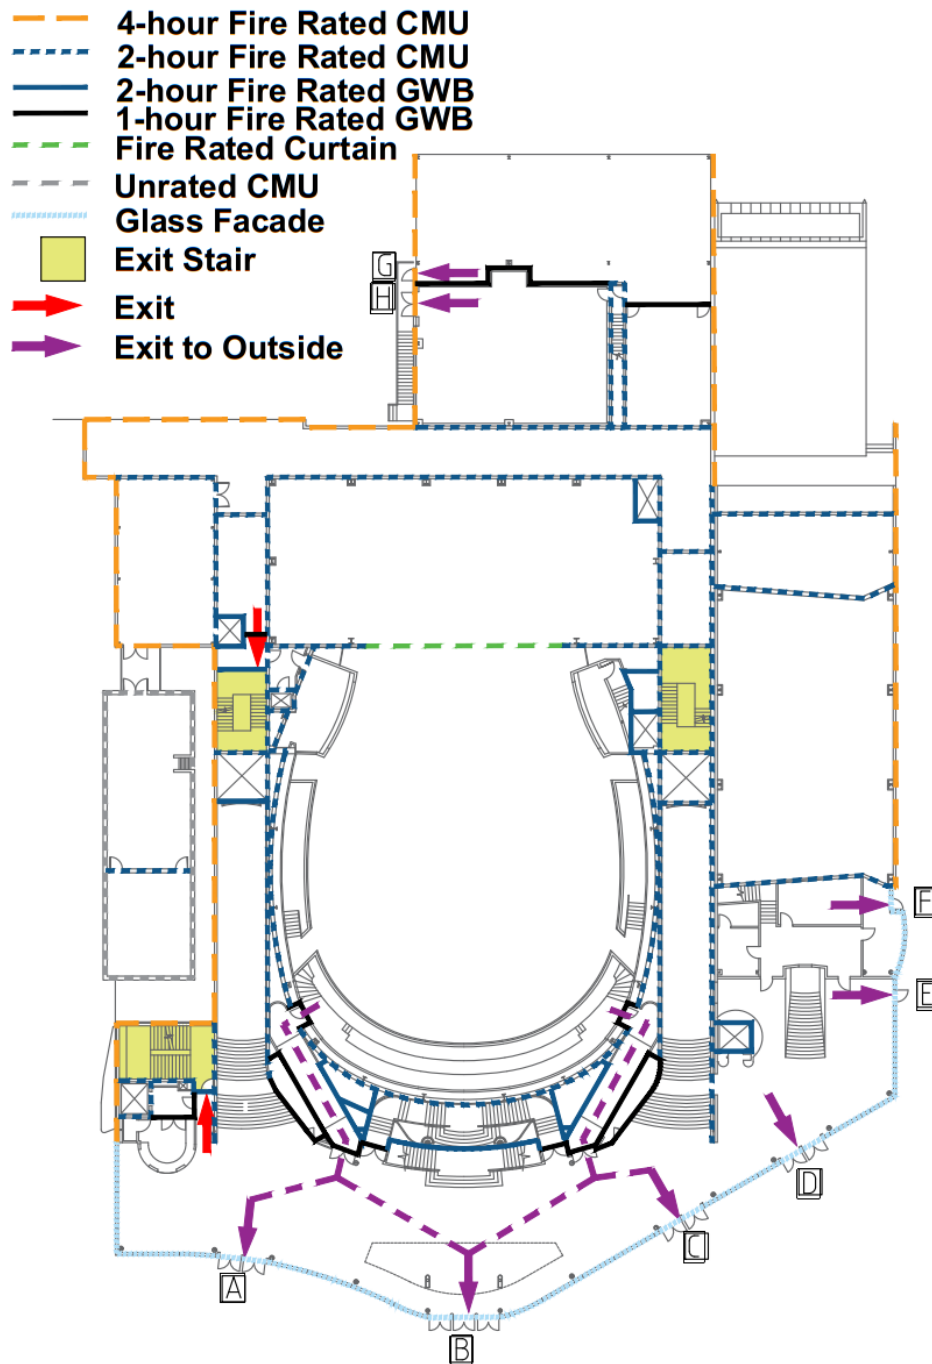 4-hour Fire Rated CMU
2-hour Fire Rated CMU
2-hour Fire Rated GWB
1-hour Fire Rated GWB
Fire Rated Curtain
Unrated CMU
Glass Facade
Exit Stair
Exit
Exit to Outside
G
H
F
E
D
C
A
B